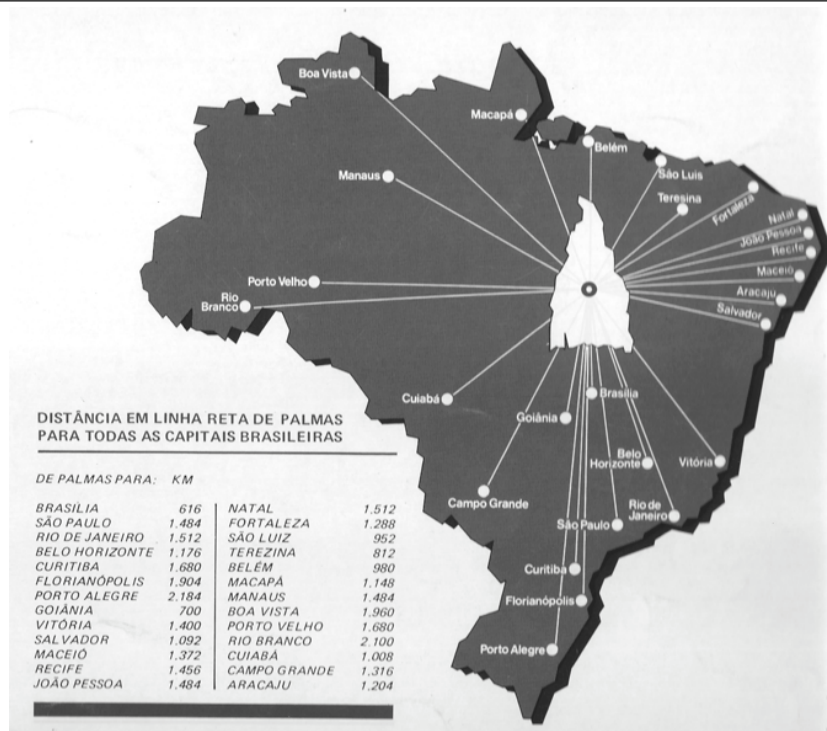 Boa Vista
Macapá
Belém
São Luis
Manaus
Teresina
Fortaleza
Natal
João Pessoa
Recife
Maceió
Aracaju
Salvador
Porto Velho
Rio
Branco
Cuiabá
Brasília
Goiânia
Belo
Horizonte
Vitória
Campo Grande
São Paulo
Rio de
Janeiro
Curitiba
Florianópolis
Porto Alegre
DISTÂNCIA EM LINHA RETA DE PALMAS
PARA TODAS AS CAPITAIS BRASILEIRAS
DE PALMAS PARA: KM
BRASÍLIA 616
SÃO PAULO 1.484
RIO DE JANEIRO 1.512
BELO HORIZONTE 1.176
CURITIBA 1.680
FLORIANÓPOLIS 1.904
PORTO ALEGRE 2.184
GOIÂNIA 700
VITÓRIA 1.400
SALVADOR 1.092
MACEIÓ 1.372
RECIFE 1.456
JOÃO PESSOA 1.484
NATAL 1.512
FORTALEZA 1.288
SÃO LUIZ 952
TEREZINA 812
BELÉM 980
MACAPÁ 1.148
MANAUS 1.484
BOA VISTA 1.960
PORTO VELHO 1.680
RIO BRANCO 2.100
CUIABÁ 1.008
CAMPO GRANDE 1.316
ARACAJU 1.204